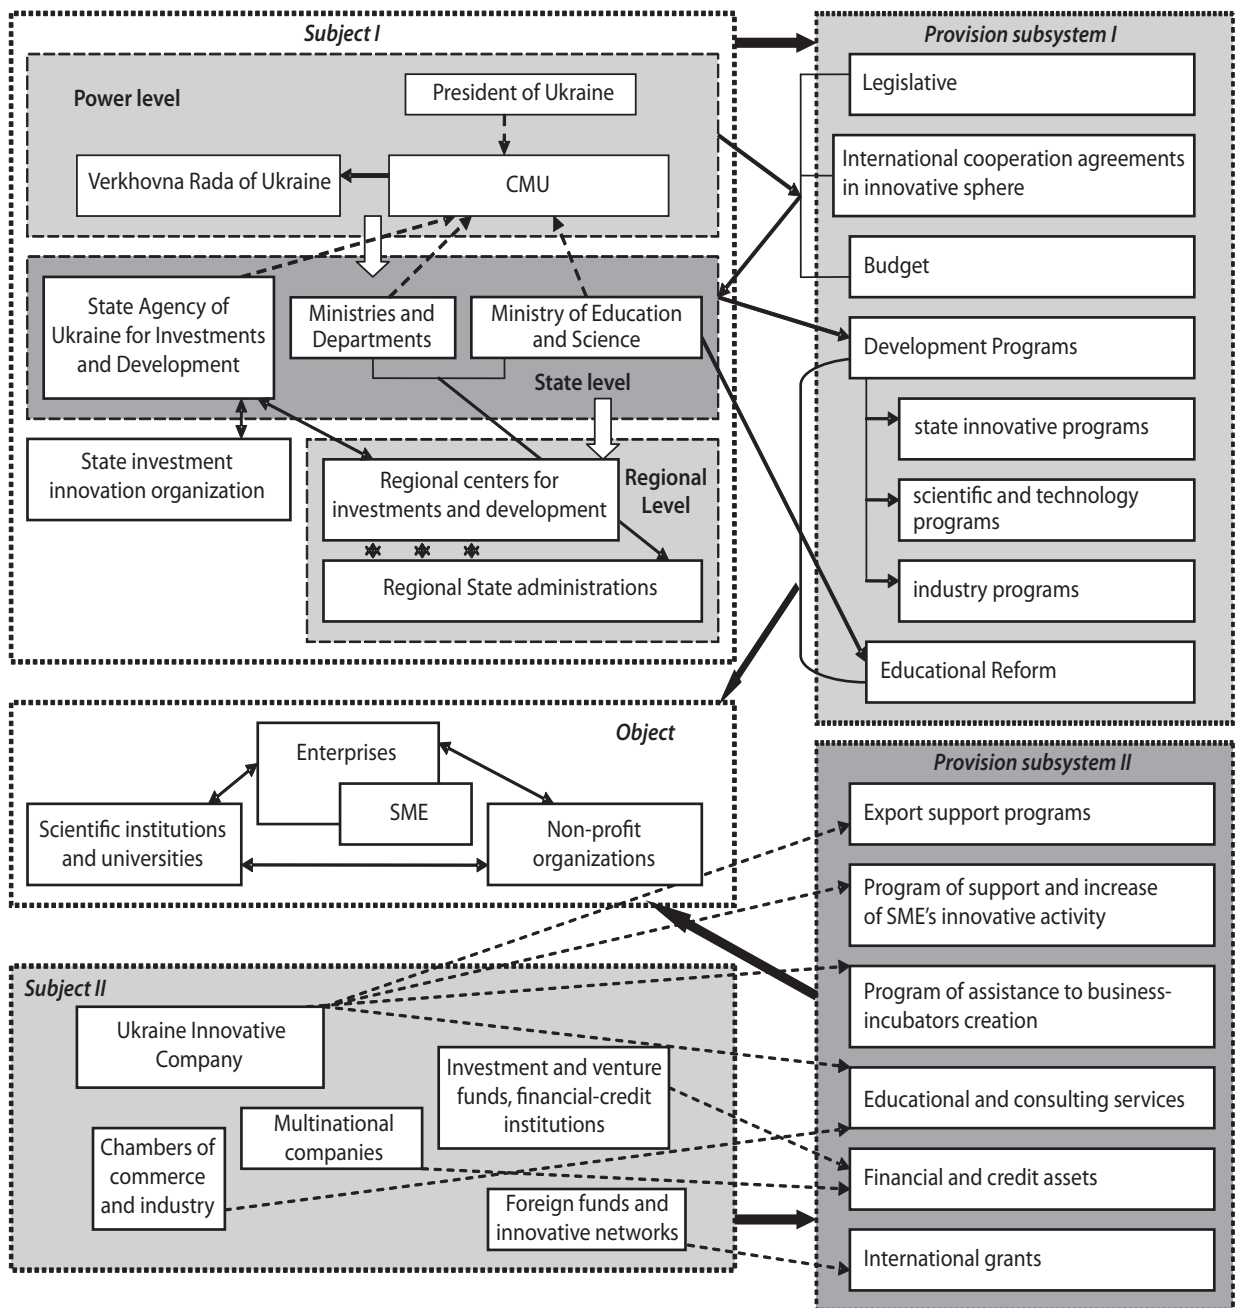 Subject I
Power level
President of Ukraine
Verkhovna Rada of Ukraine
CMU
State Agency of
Ukraine for Investments
and Development
Ministries and
Departments
Ministry of Education
and Science
State level
State investment
innovation organization
Regional centers for
investments and development
Regional
Level
Regional State administrations
Provision subsystem I
Legislative
International cooperation agreements
in innovative sphere
Budget
Development Programs
state innovative programs
scientific and technology
programs
industry programs
Educational Reform
Object
Enterprises
SME
Scientific institutions
and universities
Non-profit
organizations
Provision subsystem II
Export support programs
Program of support and increase
of SME's innovative activity
Program of assistance to business-
incubators creation
Educational and consulting services
Financial and credit assets
International grants
Subject II
Ukraine Innovative
Company
Investment and venture
funds, financial-credit
institutions
Multinational
companies
Chambers of
commerce
and industry
Foreign funds and
innovative networks